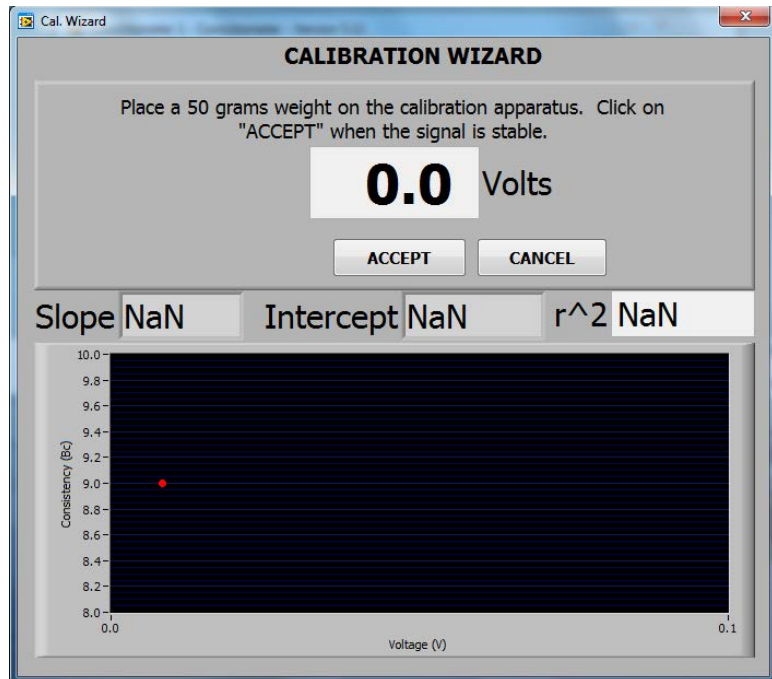 Cal. Wizard
CALIBRATION WIZARD
Place a 50 grams weight on the calibration apparatus. Click on
"ACCEPT" when the signal is stable.
0.0 Volts
ACCEPT CANCEL
Slope NaN Intercept NaN r^2 NaN
10.0
9.8
9.6
9.4
9.2
9.0
8.8
8.6
8.4
8.2
8.0
Consistency (Bc)
0.0 0.1
Voltage (V)